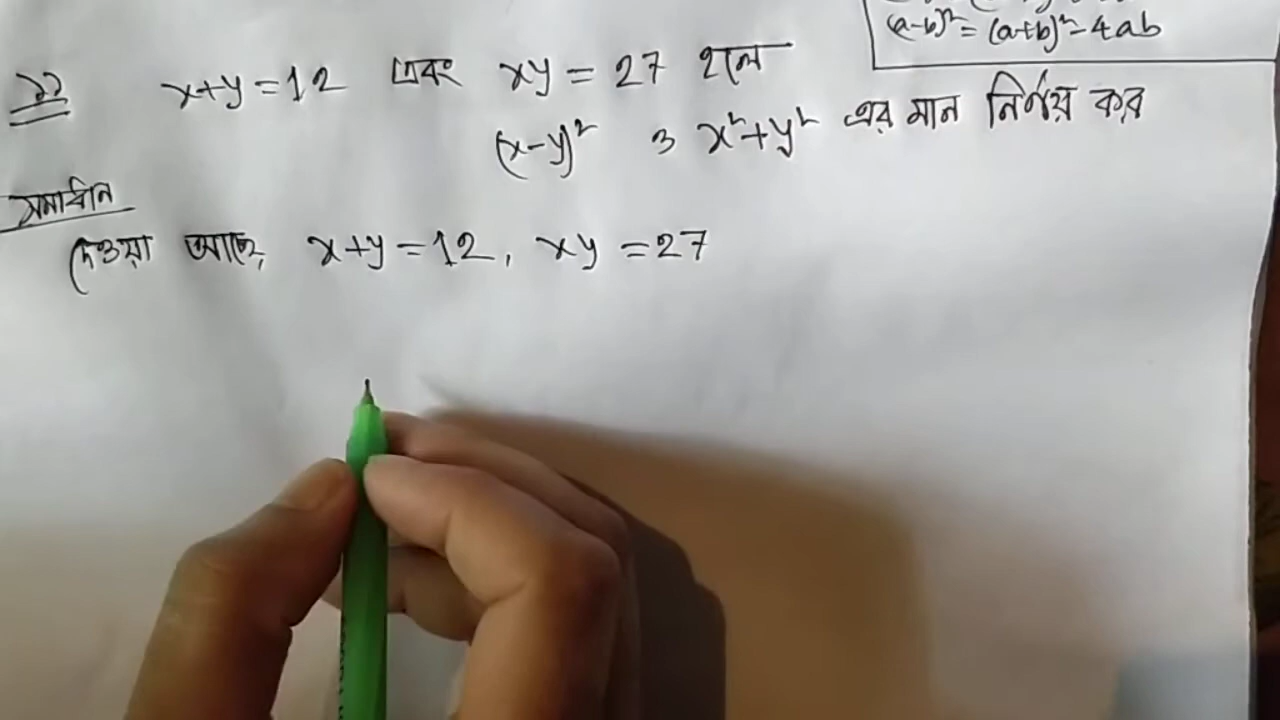 (a-b)² = (a+b)² - 4ab
১১ x+y = 12 এবং xy = 27 হলে
(x-y)² ও x²+y² এর মান নির্ণয় কর
সমাধান
দেওয়া আছে, x+y = 12, xy = 27